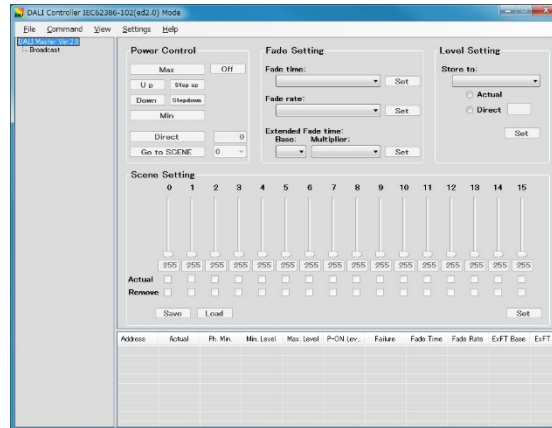 DALI Controller IEC62386-102(ed2.0) Mode
File Command View Settings Help
DALI Master Ver2.0
Broadcast
Power Control
Max Off
Up Step up
Down Stepdown
Min
Direct 0
Go to SCENE 0
Fade Setting
Fade time:
Set
Fade rate:
Set
Extended Fade time:
Base: Multiplier:
Set
Level Setting
Store to:
Actual
Direct
Set
Scene Setting
0 1 2 3 4 5 6 7 8 9 10 11 12 13 14 15
255 255 255 255 255 255 255 255 255 255 255 255 255 255 255 255
Actual
Remove
Save Load Set
Address Actual Ph. Min. Min. Level Max. Level P-ON Lev... Failure Fade Time Fade Rate ExFT Base ExFT